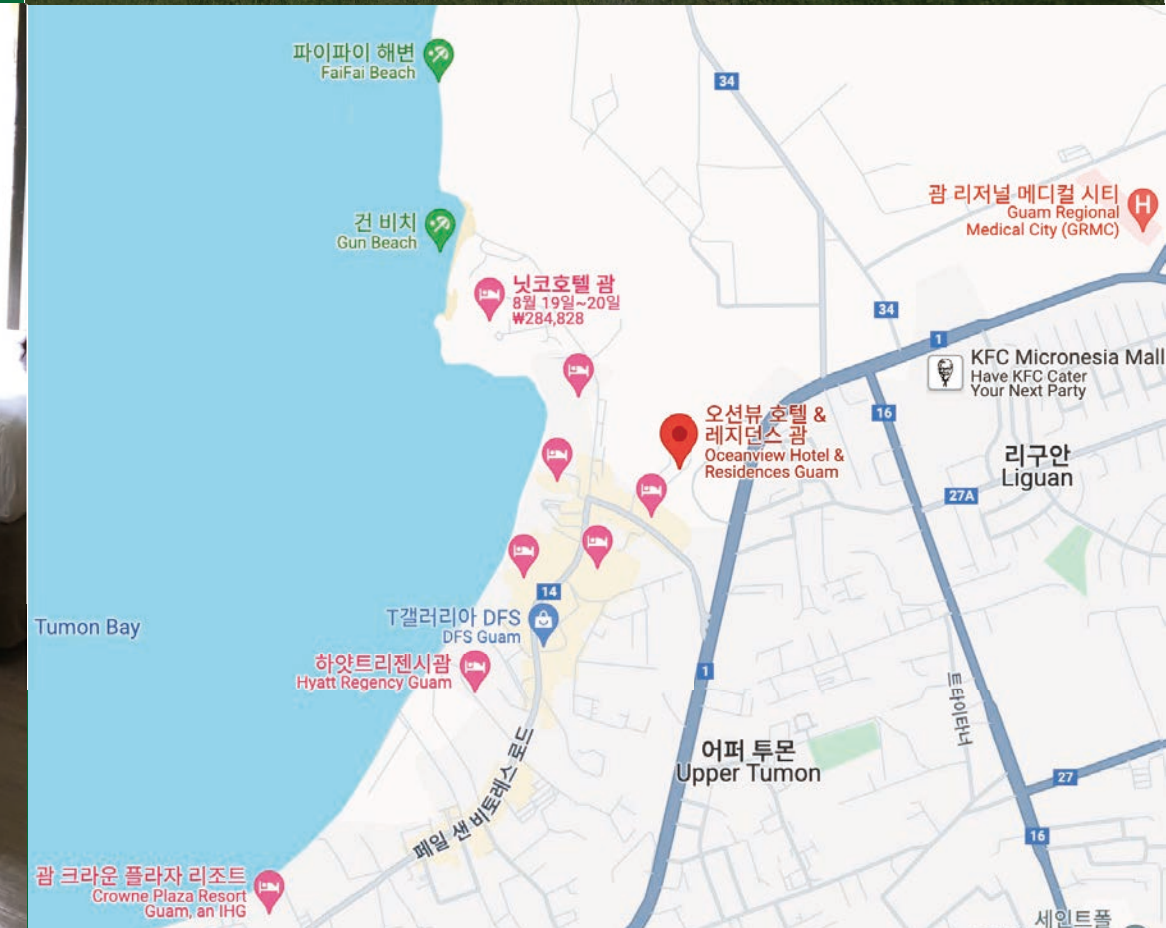 파이파이 해변
FaiFai Beach
34
괌 리저널 메디컬 시티
Guam Regional
Medical City (GRMC)
H
건 비치
Gun Beach
닛코호텔 괌
8월 19일~20일
₩284,828
34
1
KFC Micronesia Mall
Have KFC Cater
Your Next Party
오션뷰 호텔 &
레지던스 괌
Oceanview Hotel &
Residences Guam
16
리구안
Liguan
27A
14
T갤러리아 DFS
DFS Guam
Tumon Bay
하얏트리젠시괌
Hyatt Regency Guam
1
트타이타너
어퍼 투몬
Upper Tumon
페일 샌 비토레스 로드
27
16
괌 크라운 플라자 리조트
Crowne Plaza Resort
Guam, an IHG
세인트폴